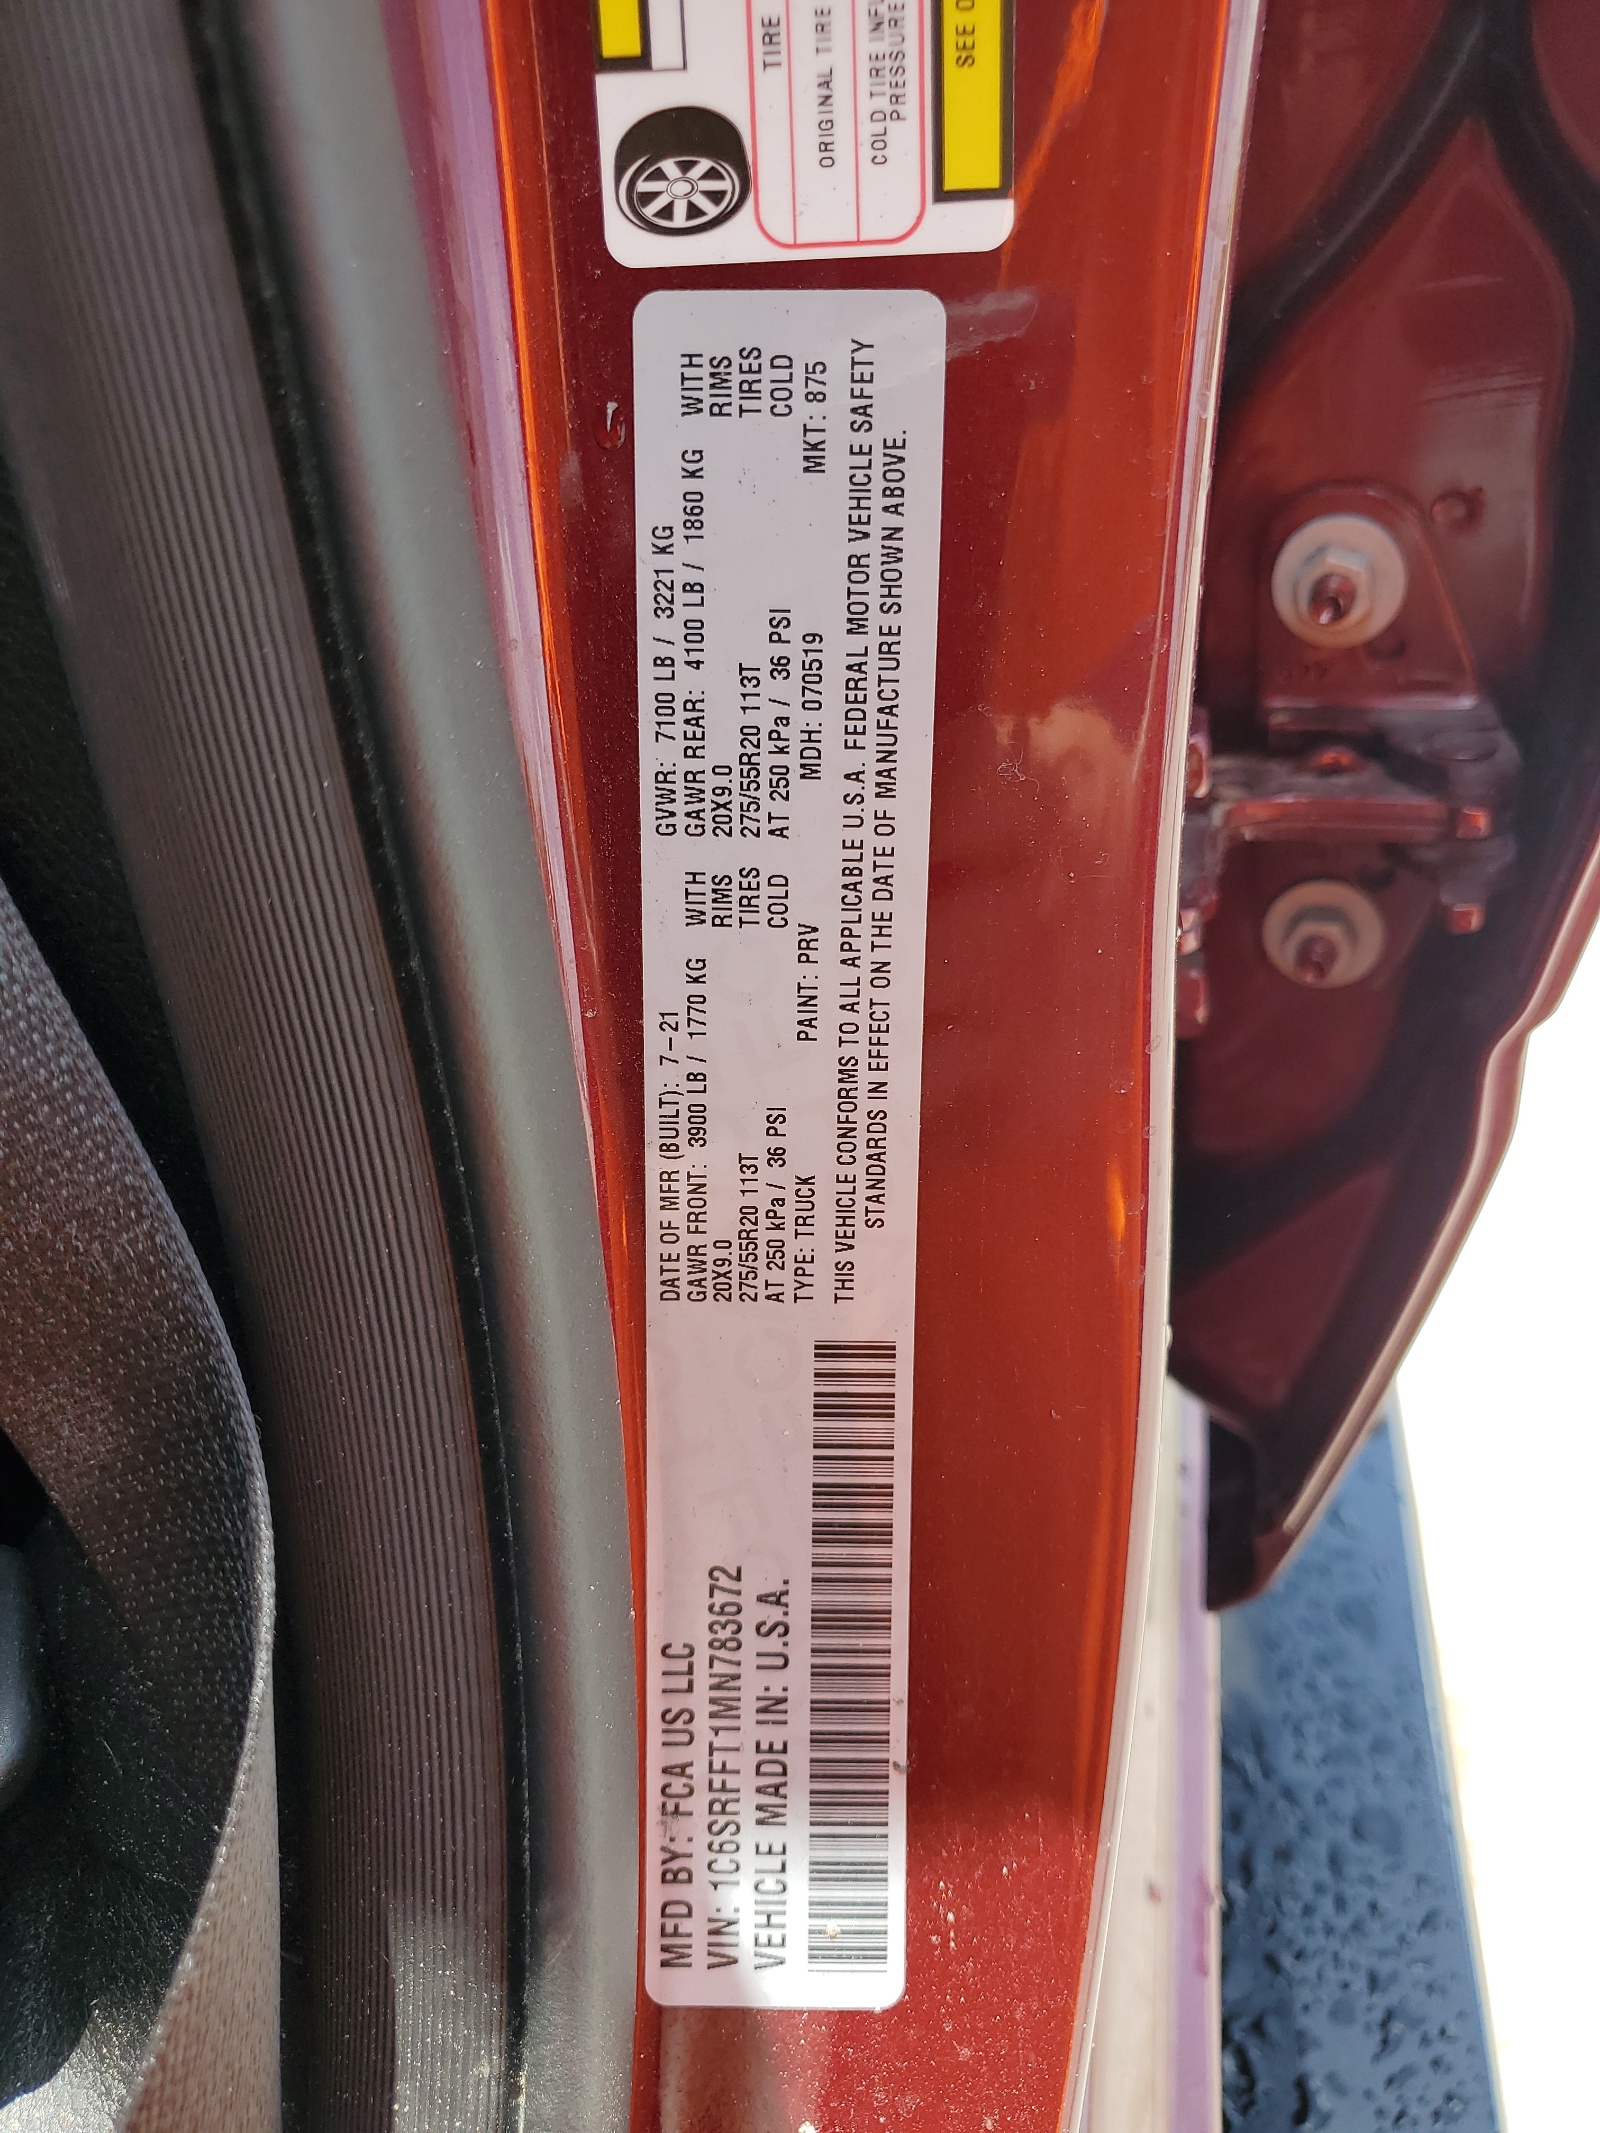 MFD BY: FCA US LLC
VIN: 1C6SRFFT1MN783672
VEHICLE MADE IN: U.S.A.
DATE OF MFR (BUILT): 7-21 GVWR: 7100 LB / 3221 KG
GAWR FRONT: 3900 LB / 1770 KG WITH GAWR REAR: 4100 LB / 1860 KG WITH
20X9.0 RIMS 20X9.0 RIMS
275/55R20 113T TIRES 275/55R20 113T TIRES
AT 250 kPa / 36 PSI COLD AT 250 kPa / 36 PSI COLD
TYPE: TRUCK PAINT: PRV MDH: 070519 MKT: 875
THIS VEHICLE CONFORMS TO ALL APPLICABLE U.S.A. FEDERAL MOTOR VEHICLE SAFETY
STANDARDS IN EFFECT ON THE DATE OF MANUFACTURE SHOWN ABOVE.
TIRE
ORIGINAL TIRE
COLD TIRE
PRESSURE
SEE